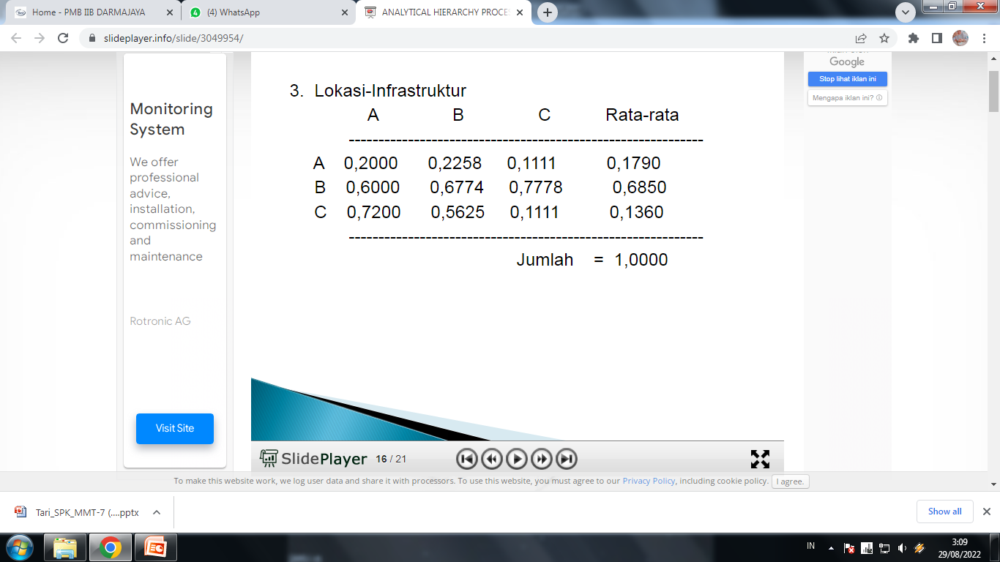 Home - PMB IIB DARMAJAYA
(4) WhatsApp
ANALYTICAL HIERARCHY PROCE
slideplayer.info/slide/3049954/
Monitoring
System
We offer
professional
advice,
installation,
commissioning
and
maintenance
Rotronic AG
Visit Site
3. Lokasi-Infrastruktur
A B C Rata-rata
------------------------------------------------------------
A 0,2000 0,2258 0,1111 0,1790
B 0,6000 0,6774 0,7778 0,6850
C 0,7200 0,5625 0,1111 0,1360
------------------------------------------------------------
Jumlah = 1,0000
Google
Stop lihat iklan ini
Mengapa iklan ini?
SlidePlayer 16 / 21
To make this website work, we log user data and share it with processors. To use this website, you must agree to our Privacy Policy, including cookie policy. I agree.
Tari_SPK_MMT-7 (....pptx
Show all
IN
3:09
29/08/2022